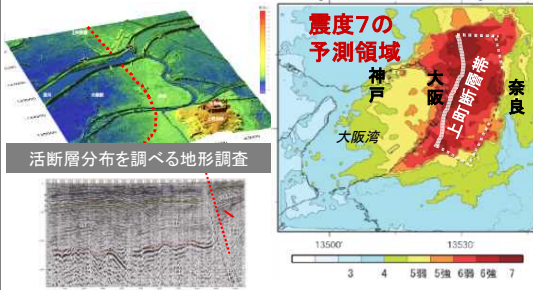 活断層分布を調べる地形調査
震度7の
予測領域
神戸
大阪
上町断層帯
奈良
大阪湾
13500'
13530'
3 4 5弱 5強 6弱 6強 7